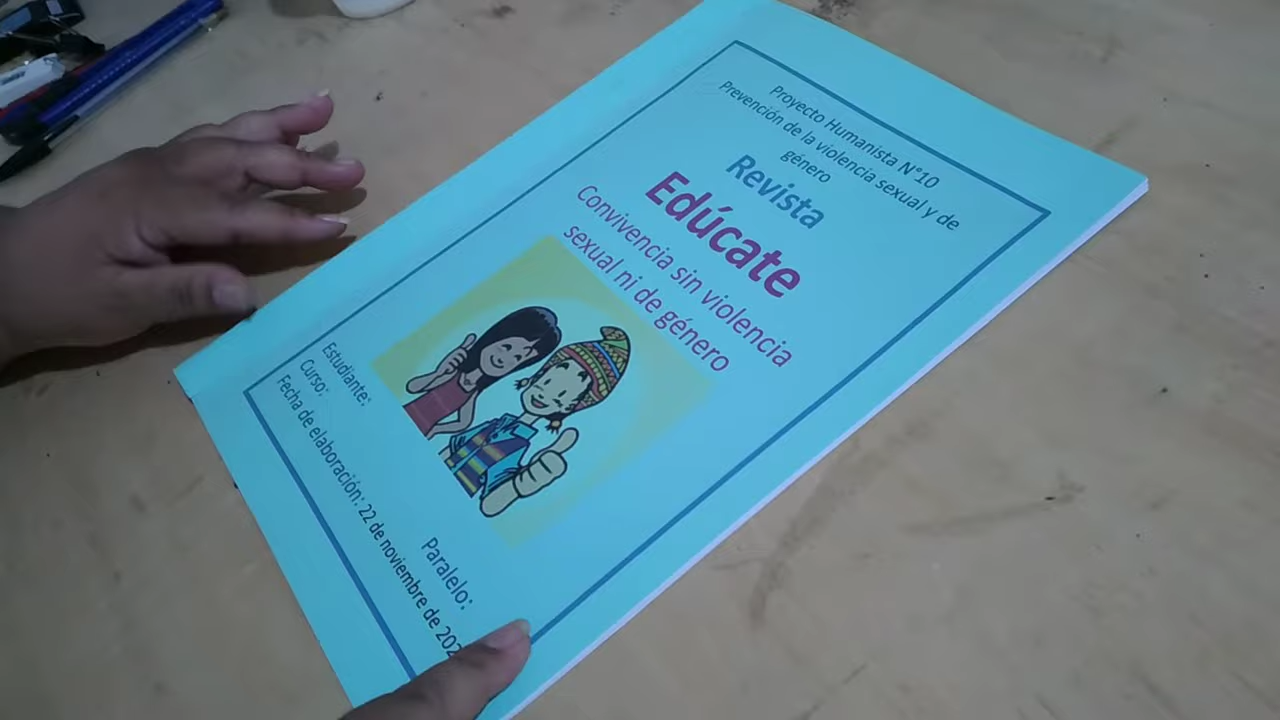 Proyecto Humanista N°10
Prevención de la violencia sexual y de
género
Revista
Edúcate
Convivencia sin violencia
sexual ni de género
Estudiante:
Curso:
Paralelo:
Fecha de elaboración: 22 de noviembre de 202